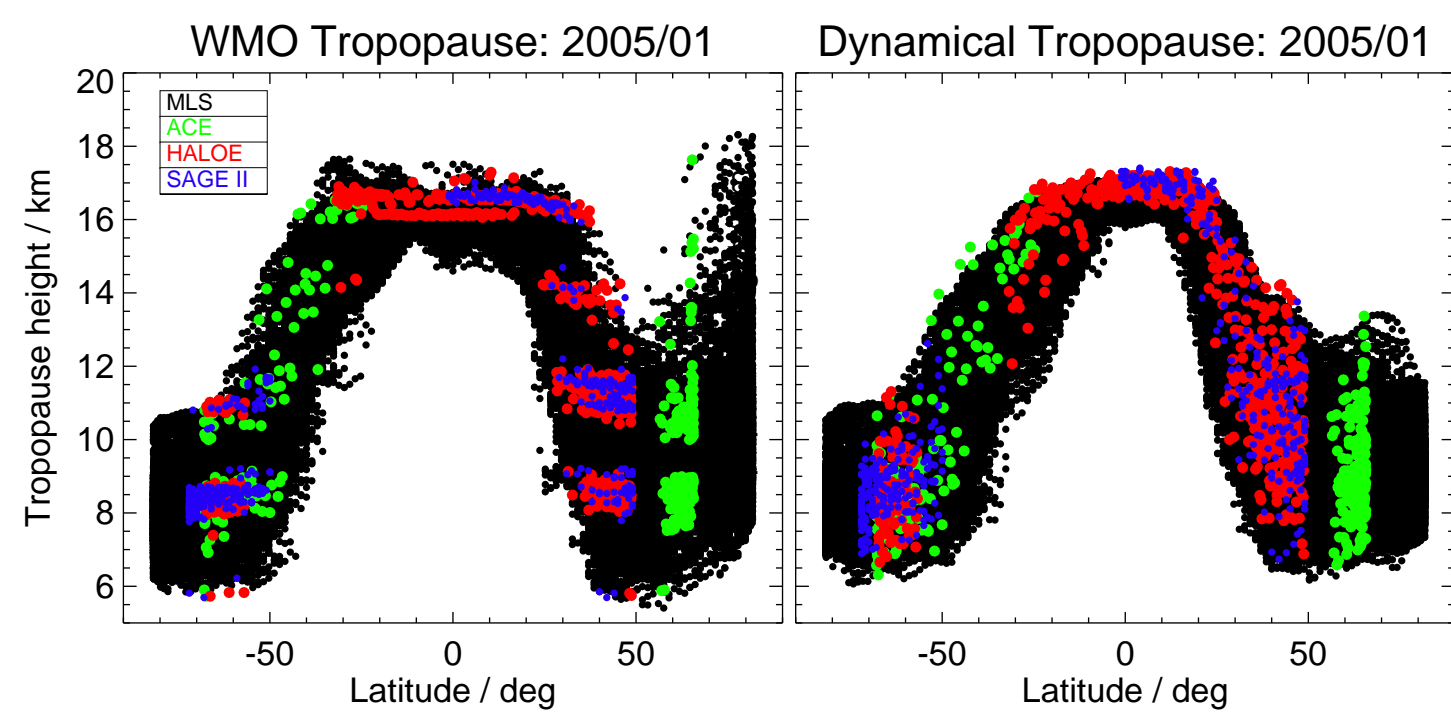 WMO Tropopause: 2005/01
Dynamical Tropopause: 2005/01
MLS
ACE
HALOE
SAGE II
Tropopause height / km
20
18
16
14
12
10
8
6
-50 0 50
-50 0 50
Latitude / deg
Latitude / deg